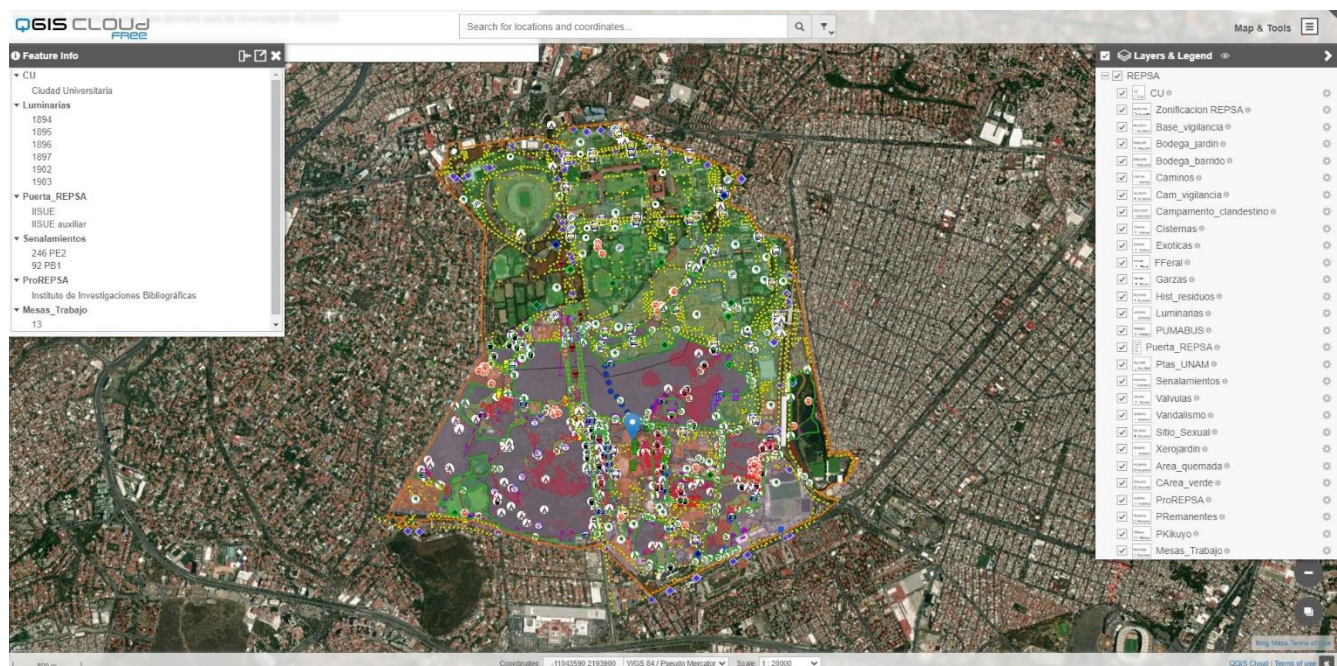 QGIS CLOUD
FREE
Search for locations and coordinates...
Map & Tools
Feature Info
CU
Ciudad Universitaria
Luminarias
1894
1895
1896
1897
1902
1903
Puerta_REPSA
IISUE
IISUE auxiliar
Senalamientos
246 PE2
92 PB1
ProREPSA
Instituto de Investigaciones Bibliográficas
Mesas_Trabajo
13
Layers & Legend
REPSA
CU
Zonificacion REPSA
Base_vigilancia
Bodega_jardin
Bodega_barrido
Caminos
Cam_vigilancia
Campamento_clandestino
Cisternas
Exoticas
FFeral
Garzas
Hist_residuos
Luminarias
PUMABUS
Puerta_REPSA
Ptas_UNAM
Senalamientos
Valvulas
Vandalismo
Sitio_Sexual
Xerojardin
Area_quemada
CArea_verde
ProREPSA
PRemanentes
PKikuyo
Mesas_Trabajo
Bing Maps Terms of Use
Coordinates -11043590 2193900 WGS 84 / Pseudo Mercator Scale 1 : 20000
QGIS Cloud | Terms of use